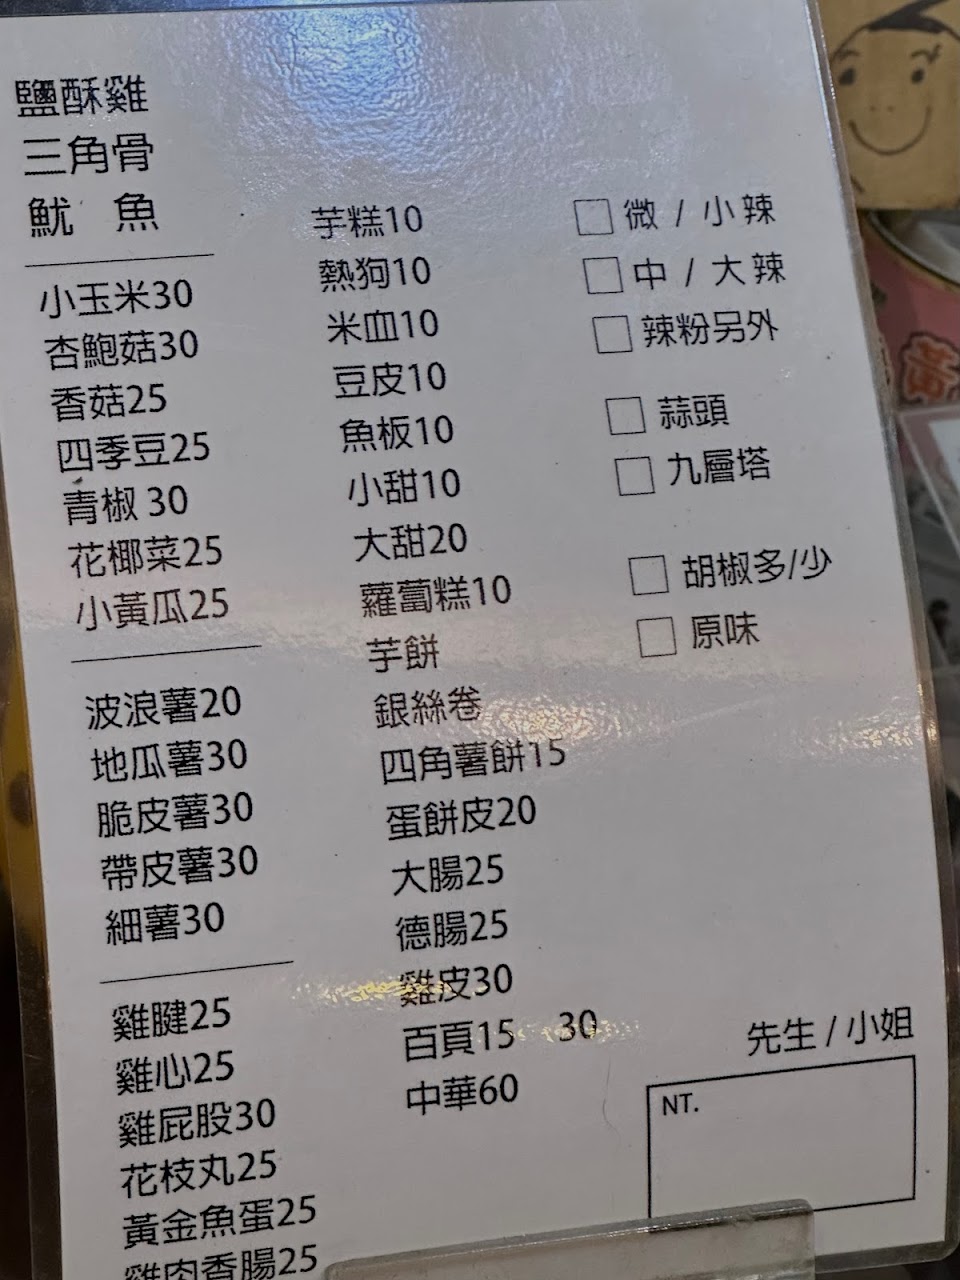 鹽酥雞
三角骨
魷 魚
小玉米30
杏鮑菇30
香菇25
四季豆25
青椒 30
花椰菜25
小黃瓜25
波浪薯20
地瓜薯30
脆皮薯30
帶皮薯30
細薯30
雞腱25
雞心25
雞屁股30
花枝丸25
黃金魚蛋25
雞肉香腸25
芋糕10
熱狗10
米血10
豆皮10
魚板10
小甜10
大甜20
蘿蔔糕10
芋餅
銀絲卷
四角薯餅15
蛋餅皮20
大腸25
德腸25
雞皮30
百頁15 30
中華60
微 / 小辣
中 / 大辣
辣粉另外
蒜頭
九層塔
胡椒多/少
原味
先生 / 小姐
NT.
黃